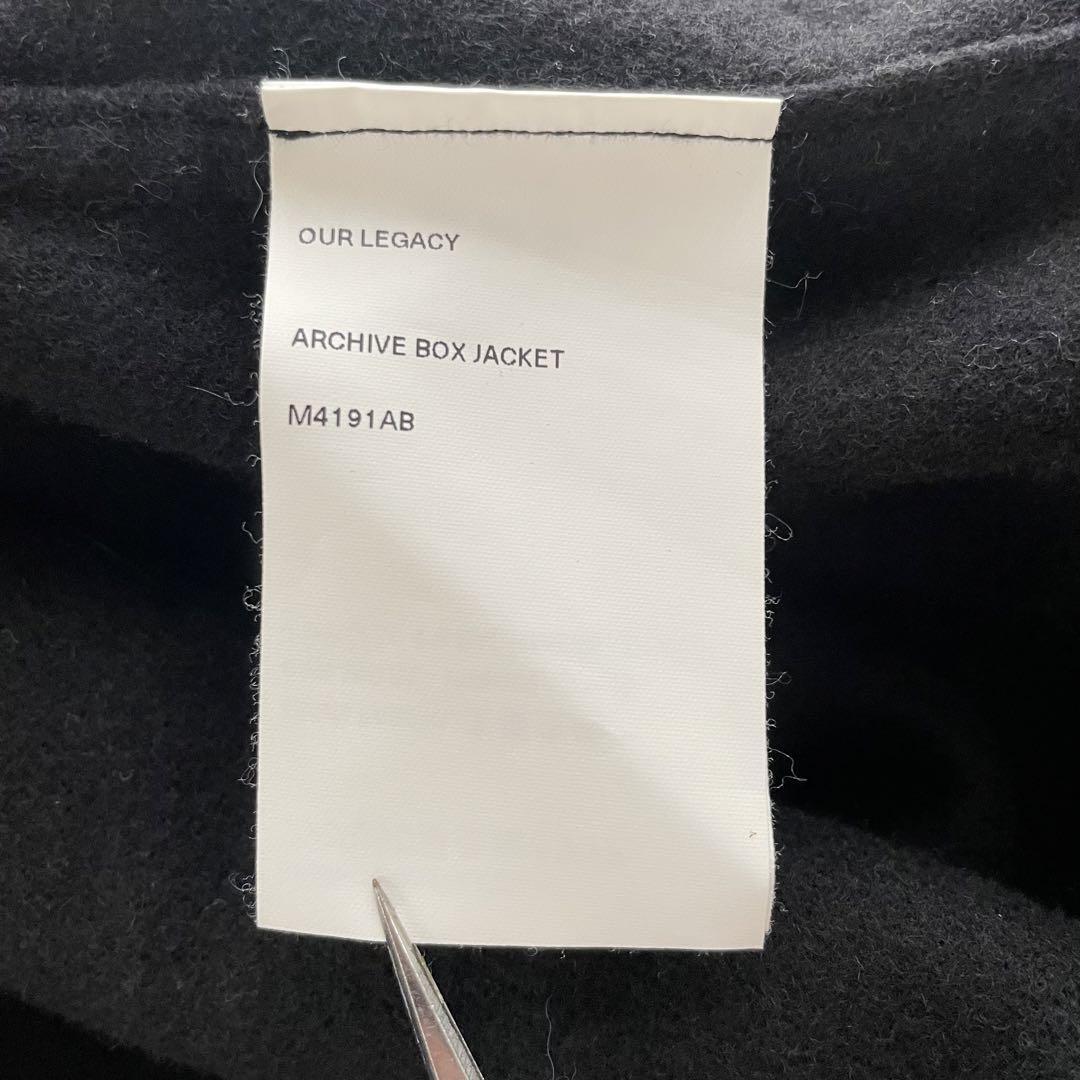 OUR LEGACY
ARCHIVE BOX JACKET
M4191AB